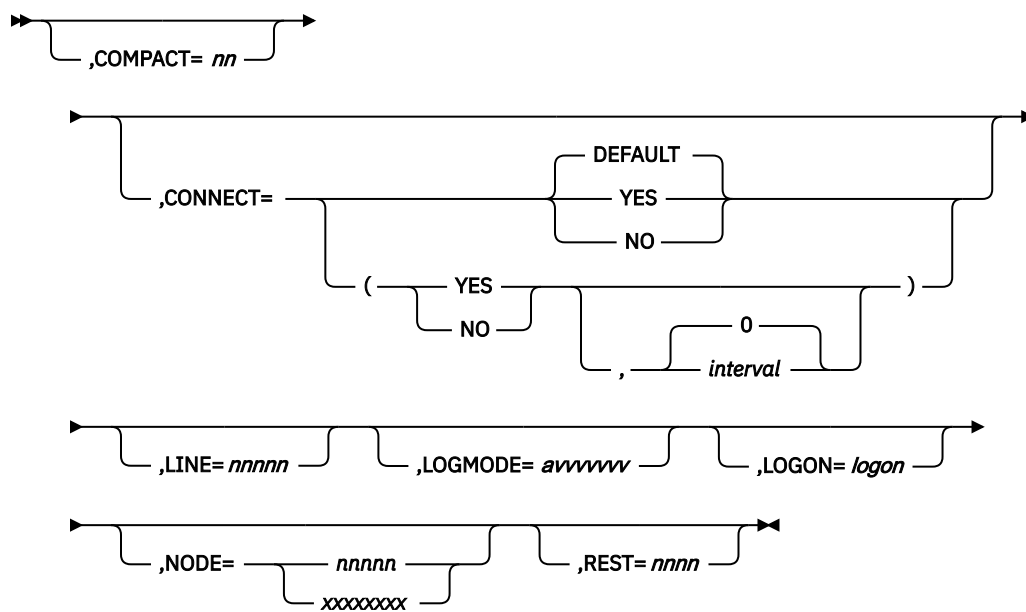 ,COMPACT= nn
DEFAULT
,CONNECT= YES
NO
( YES )
NO 0
, interval
,LINE= nnnnn ,LOGMODE= avvvvvvv ,LOGON= logon
,NODE= nnnnn ,REST= nnnn
xxxxxxxx